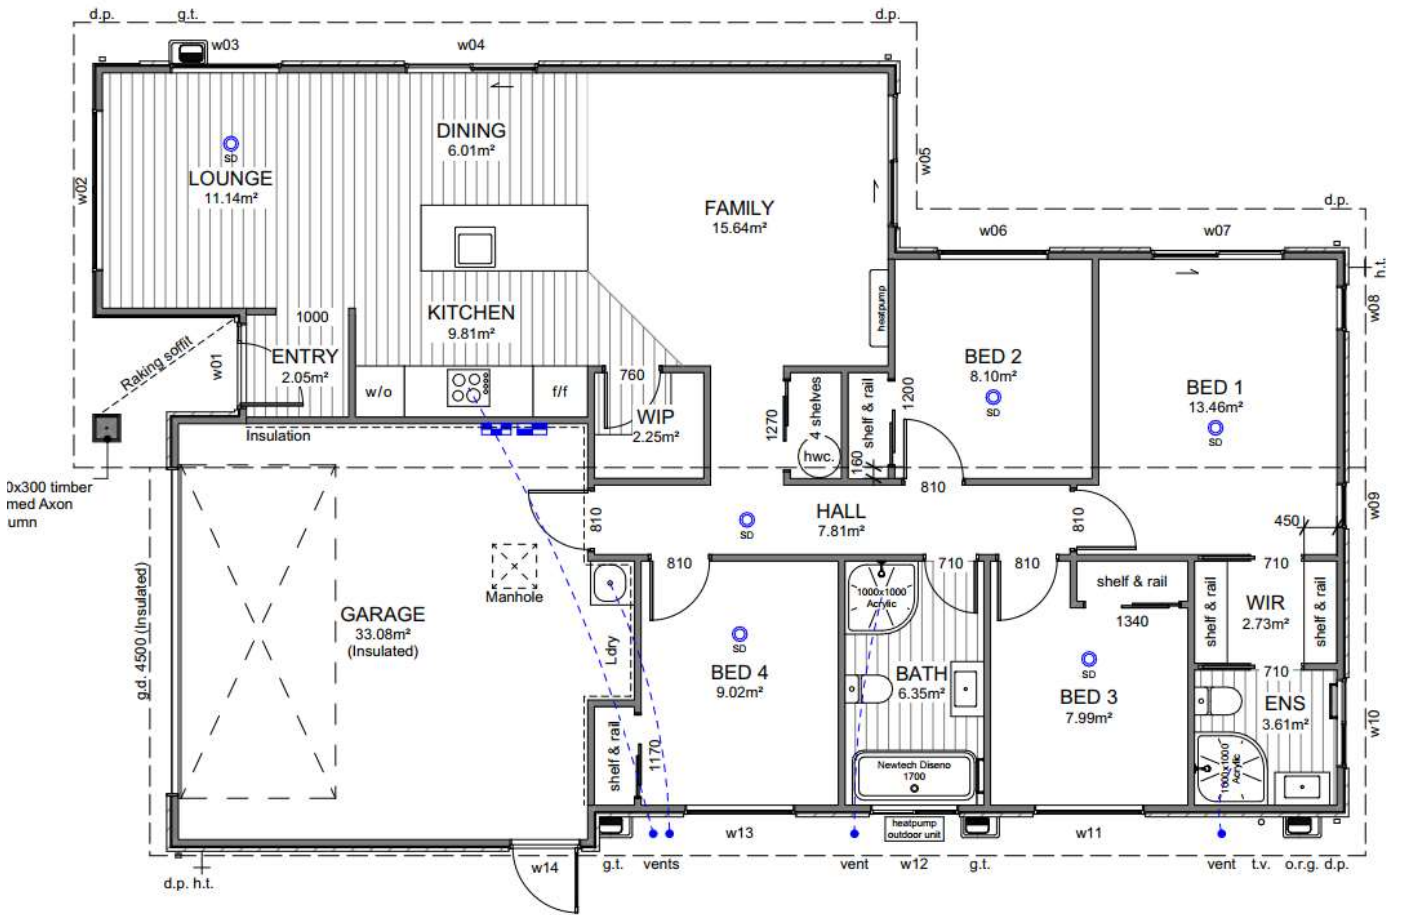 d.p.
g.t.
d.p.
w03
w04
DINING
6.01m²
SD
LOUNGE
11.14m²
w02
w05
FAMILY
15.64m²
d.p.
w06
w07
h.t.
w08
heatpump
1000
KITCHEN
9.81m²
Raking soffit
w01
ENTRY
2.05m²
w/o
f/f
760
WIP
2.25m²
1270
4 shelves
hwc.
shelf & rail
1200
160
BED 2
8.10m²
SD
BED 1
13.46m²
SD
Insulation
0x300 timber
med Axon
umn
810
HALL
7.81m²
SD
810
810
450
w09
g.d. 4500 (Insulated)
Manhole
GARAGE
33.08m²
(Insulated)
810
710
810
710
1000x1000
Acrylic
shelf & rail
1340
shelf & rail
WIR
2.73m²
shelf & rail
Ldry
SD
BED 4
9.02m²
BATH
6.35m²
SD
BED 3
7.99m²
710
ENS
3.61m²
w10
shelf & rail
1170
Newtech Diseno
1700
1000x1000
Acrylic
heatpump
outdoor unit
w13
w11
d.p. h.t.
w14
g.t.
vents
vent
w12
g.t.
vent
t.v.
o.r.g.
d.p.